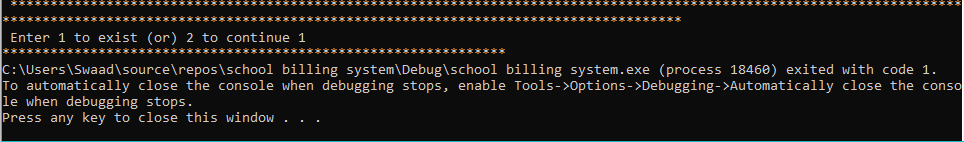 ***********************************************************************************************************************
*************************************************************************************
Enter 1 to exist (or) 2 to continue 1
***************************************************************
C:\Users\Swaad\source\repos\school billing system\Debug\school billing system.exe (process 18460) exited with code 1.
To automatically close the console when debugging stops, enable Tools->Options->Debugging->Automatically close the conso
le when debugging stops.
Press any key to close this window . . .